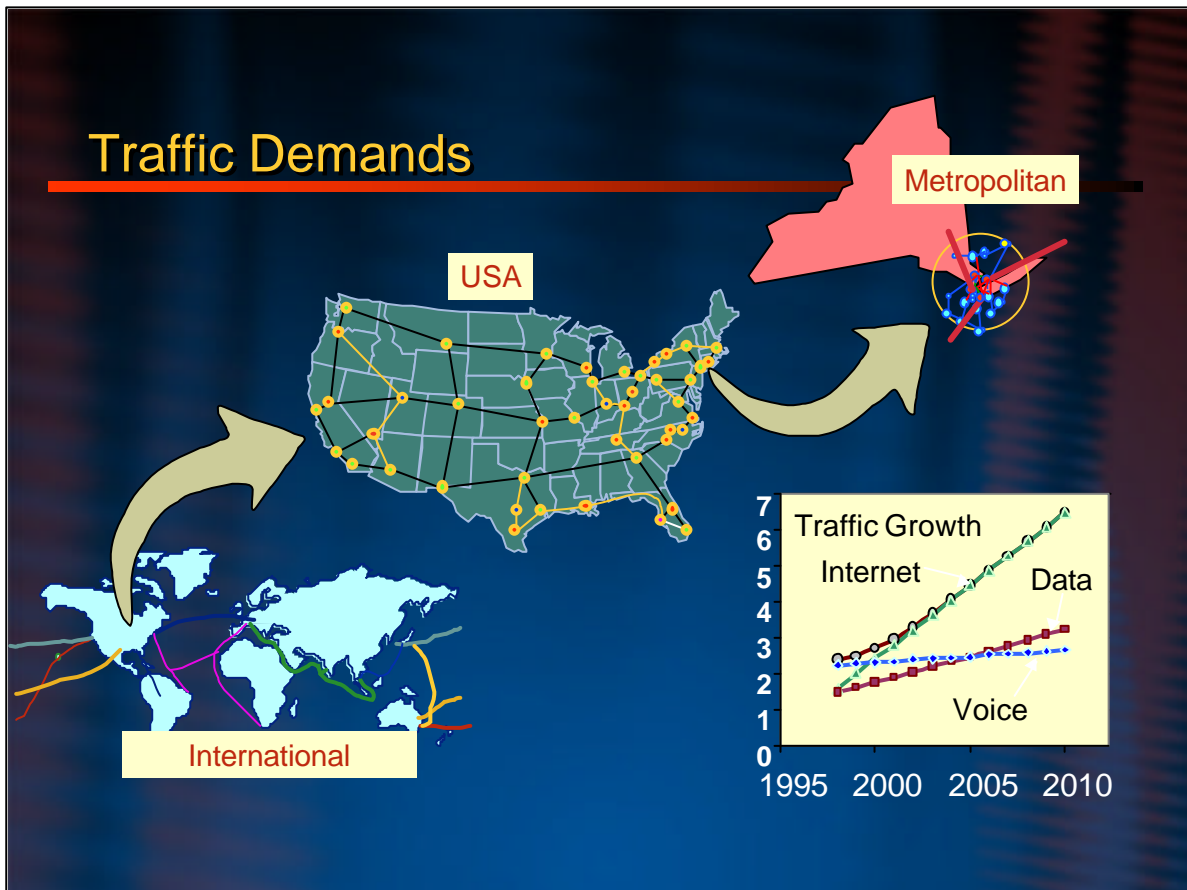 Traffic Demands
Metropolitan
USA
International
7
6
5
4
3
2
1
0
Traffic Growth
Internet
Data
Voice
1995 2000 2005 2010